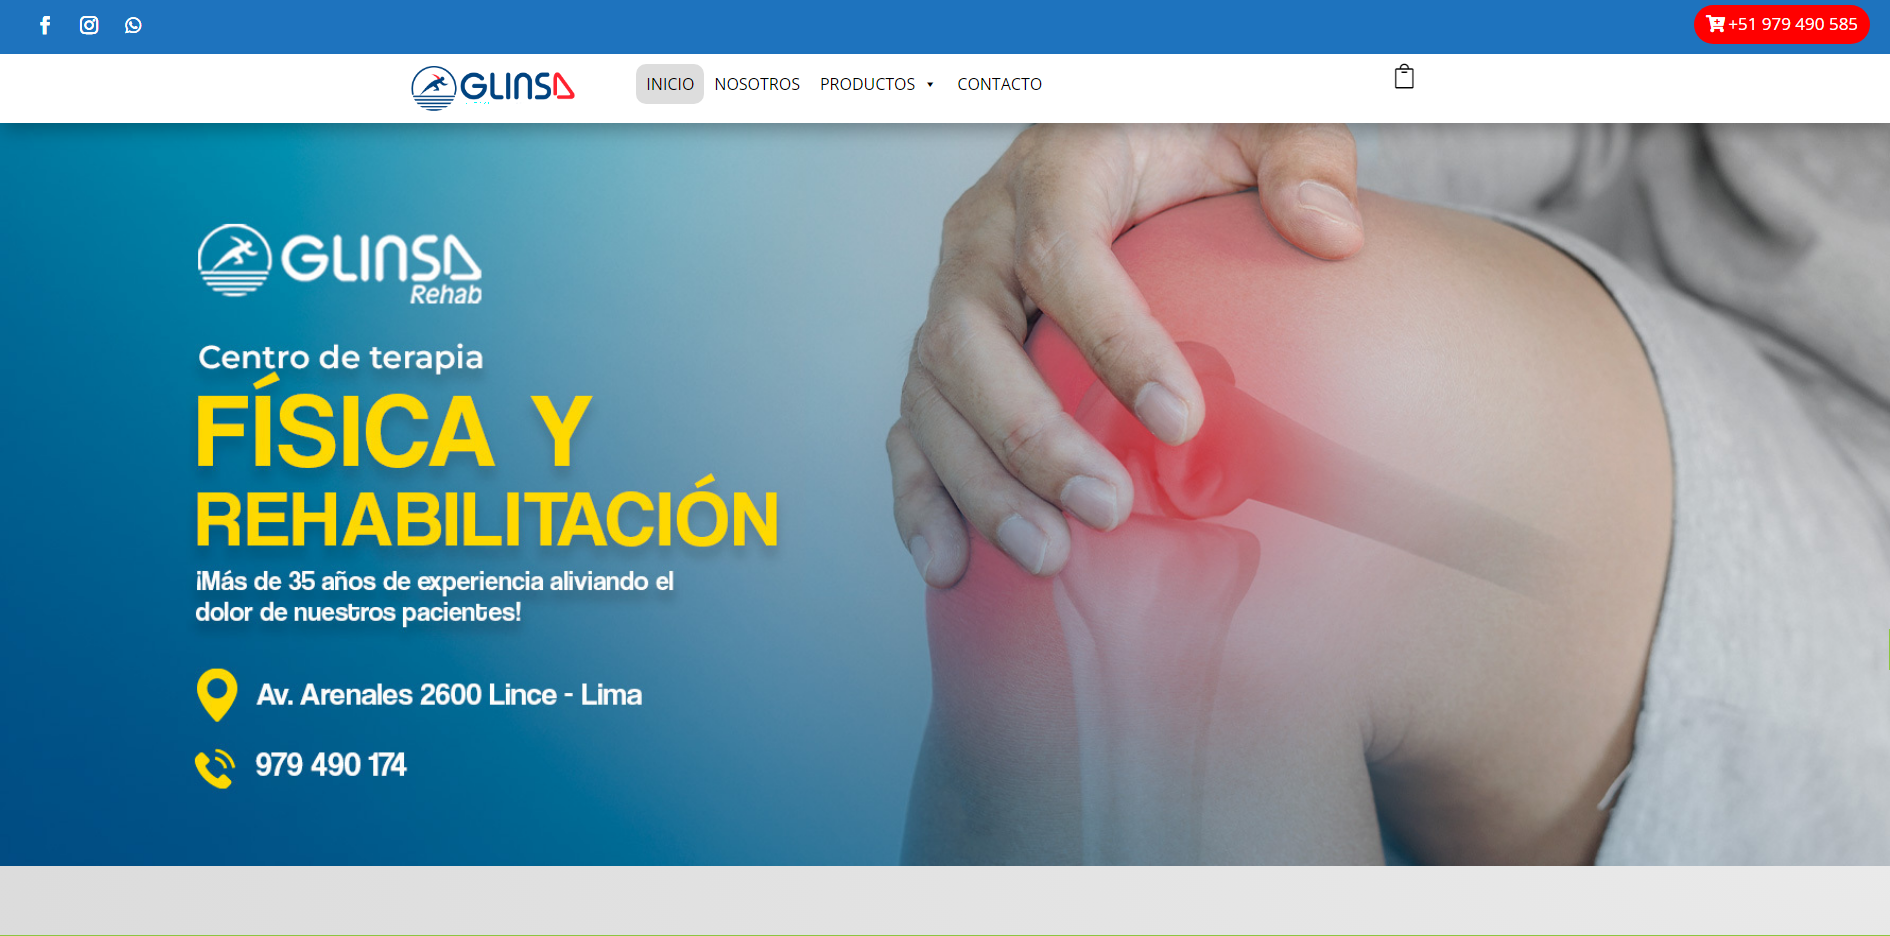 +51 979 490 585
GLINSA
INICIO
NOSOTROS
PRODUCTOS
CONTACTO
GLINSA
Rehab
Centro de terapia
FÍSICA Y
REHABILITACIÓN
¡Más de 35 años de experiencia aliviando el
dolor de nuestros pacientes!
Av. Arenales 2600 Lince - Lima
979 490 174